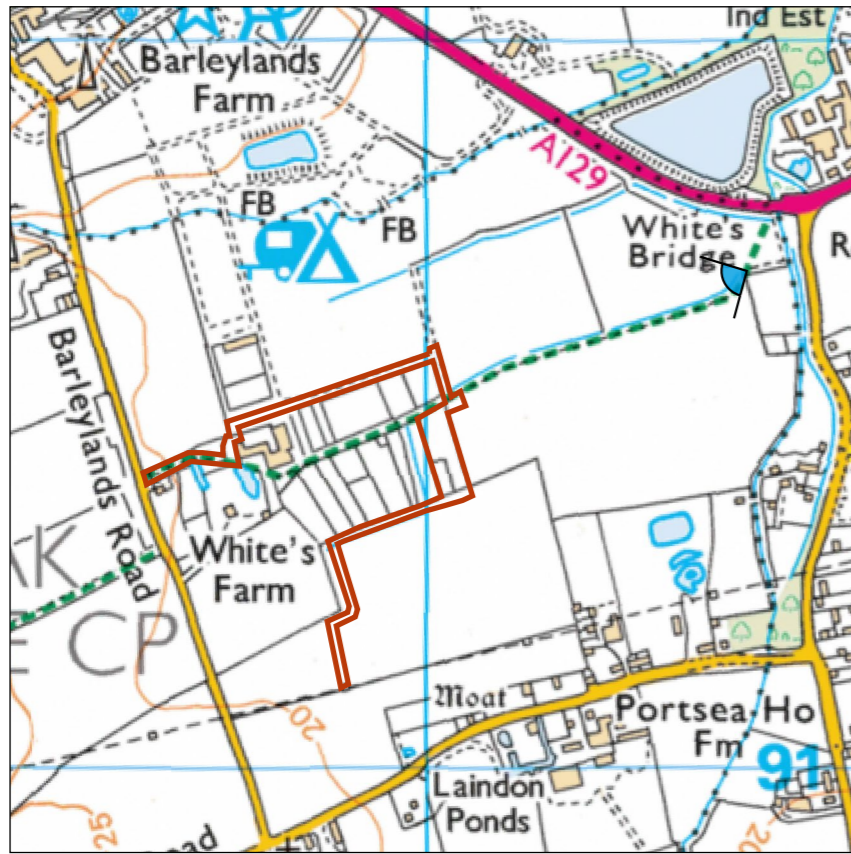 Ind Est
Barleylands
Farm
A129
FB
FB
White's
Bridge
R
Barleylands Road
White's
Farm
AK
E CP
Moat
20
Portsea Ho
Fm
91
Laindon
Ponds
25
oad
20